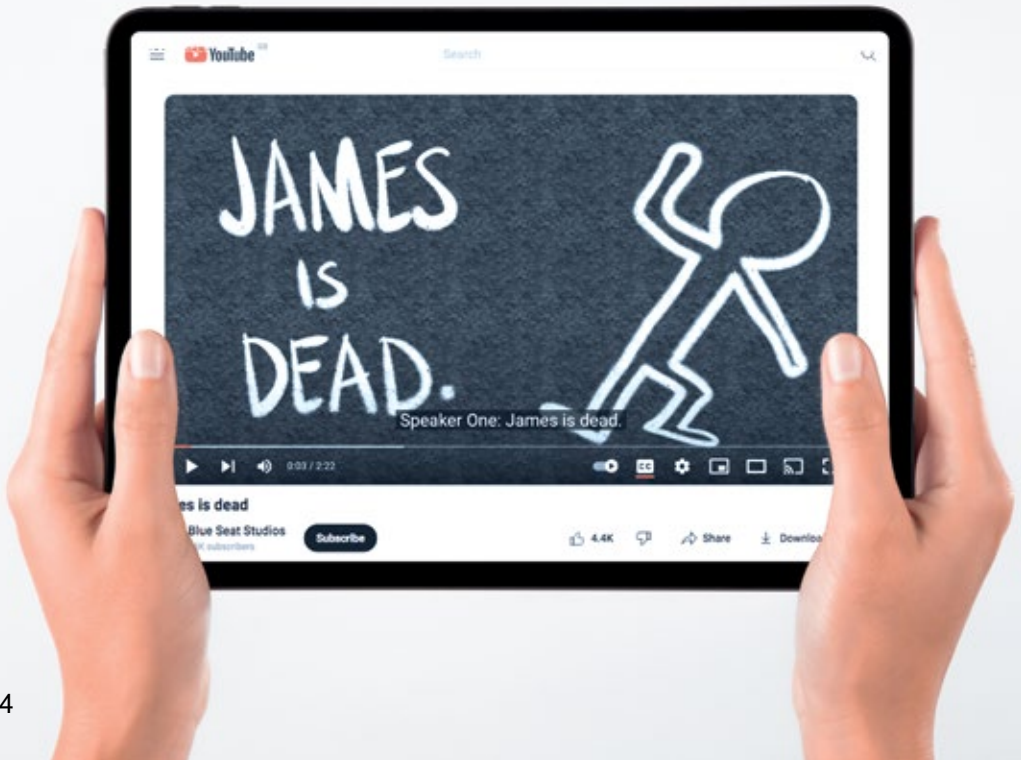 YouTube
Search
JAMES
IS
DEAD.
Speaker One: James is dead.
0:03 / 2:22
es is dead
Blue Seat Studios
subscribers
Subscribe
4.4K
Share
Downloa
4